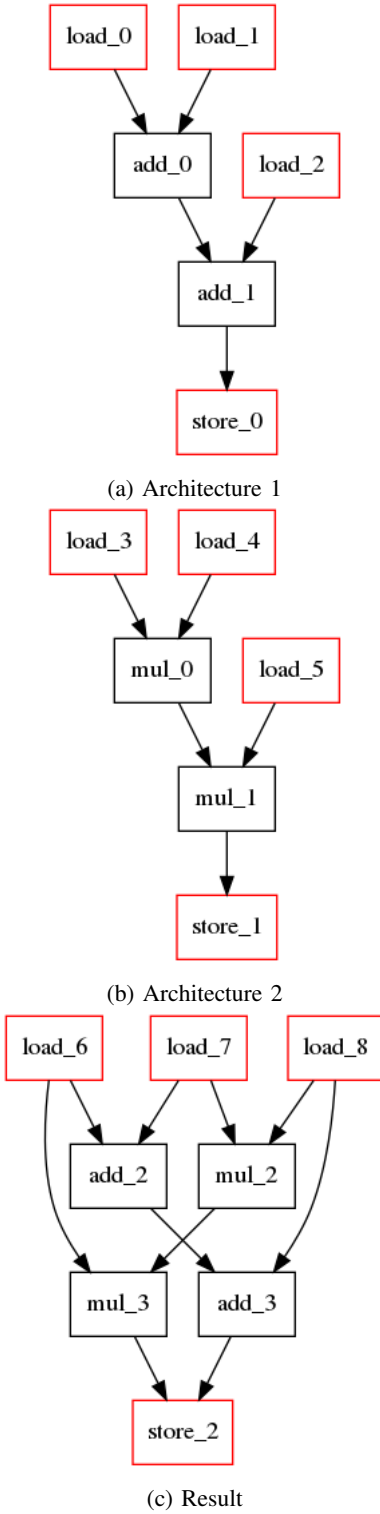 load_0 load_1
add_0 load_2
add_1
store_0
(a) Architecture 1
load_3 load_4
mul_0 load_5
mul_1
store_1
(b) Architecture 2
load_6 load_7 load_8
add_2 mul_2
mul_3 add_3
store_2
(c) Result